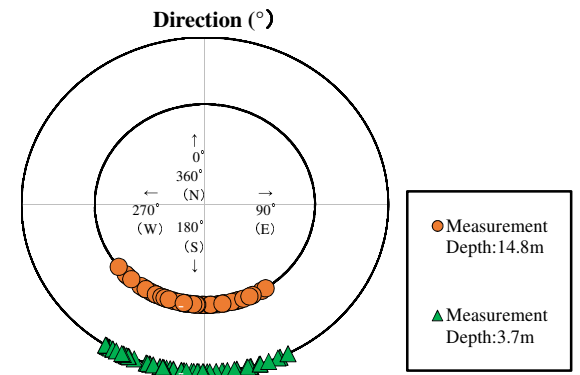 Direction (°)
↑
0°
360°
(N)
←
→
270°
90°
(W)
180°
(E)
(S)
↓
Measurement
Depth:14.8m
Measurement
Depth:3.7m